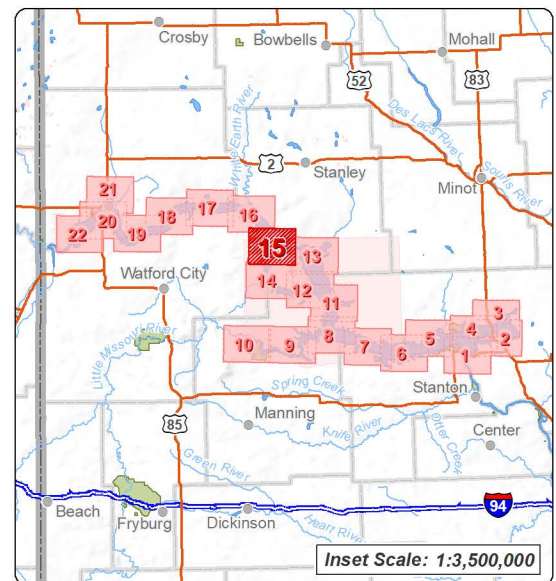 Crosby
Bowbells
Mohall
52
83
White Earth River
Des Lacs River
2
Stanley
Souris River
Minot
21
17
18
16
20
19
22
15
13
14
12
11
Watford City
Little Missouri River
3
4
2
5
8
10
9
7
6
1
Spring Creek
Stanton
Manning
Knife River
Otter Creek
85
Center
Green River
Beach
Fryburg
Dickinson
Heart River
94
Inset Scale: 1:3,500,000